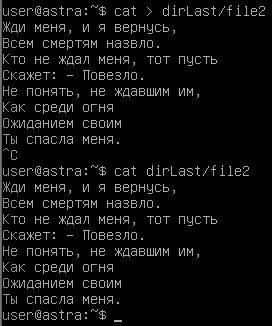 user@astra:~$ cat > dirLast/file2
Жди меня, и я вернусь,
Всем смертям назвло.
Кто не ждал меня, тот пусть
Скажет: – Повезло.
Не понять, не ждавшим им,
Как среди огня
Ожиданием своим
Ты спасла меня.
^C
user@astra:~$ cat dirLast/file2
Жди меня, и я вернусь,
Всем смертям назвло.
Кто не ждал меня, тот пусть
Скажет: – Повезло.
Не понять, не ждавшим им,
Как среди огня
Ожиданием своим
Ты спасла меня.
user@astra:~$ _